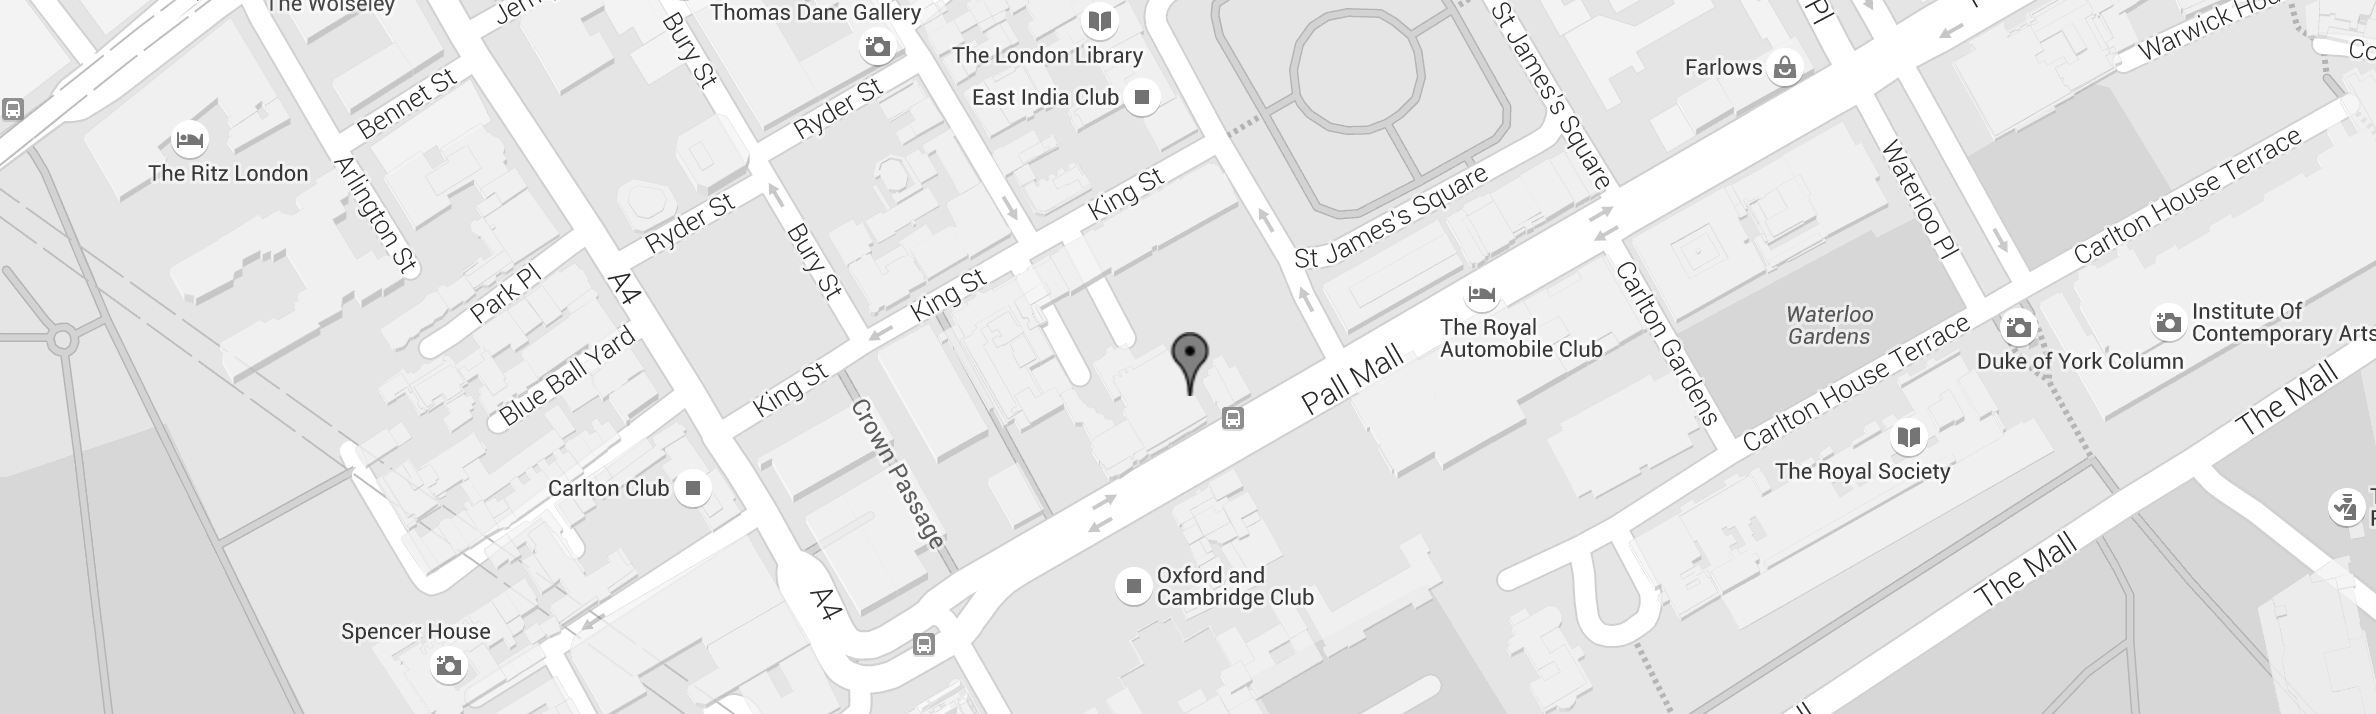 The Wolseley
Bury St
Thomas Dane Gallery
The London Library
East India Club
St James's Square
Pl
Farlows
Warwick Hou
Co
Bennet St
Ryder St
The Ritz London
Arlington St
Ryder St
King St
St James's Square
Waterloo Pl
Carlton House Terrace
Park Pl
A4
Bury St
King St
Carlton Gardens
Waterloo
Gardens
Institute Of
Contemporary Arts
The Royal
Automobile Club
Pall Mall
Duke of York Column
Blue Ball Yard
King St
Crown Passage
Carlton House Terrace
The Mall
Carlton Club
The Royal Society
The Mall
A4
Oxford and
Cambridge Club
Spencer House